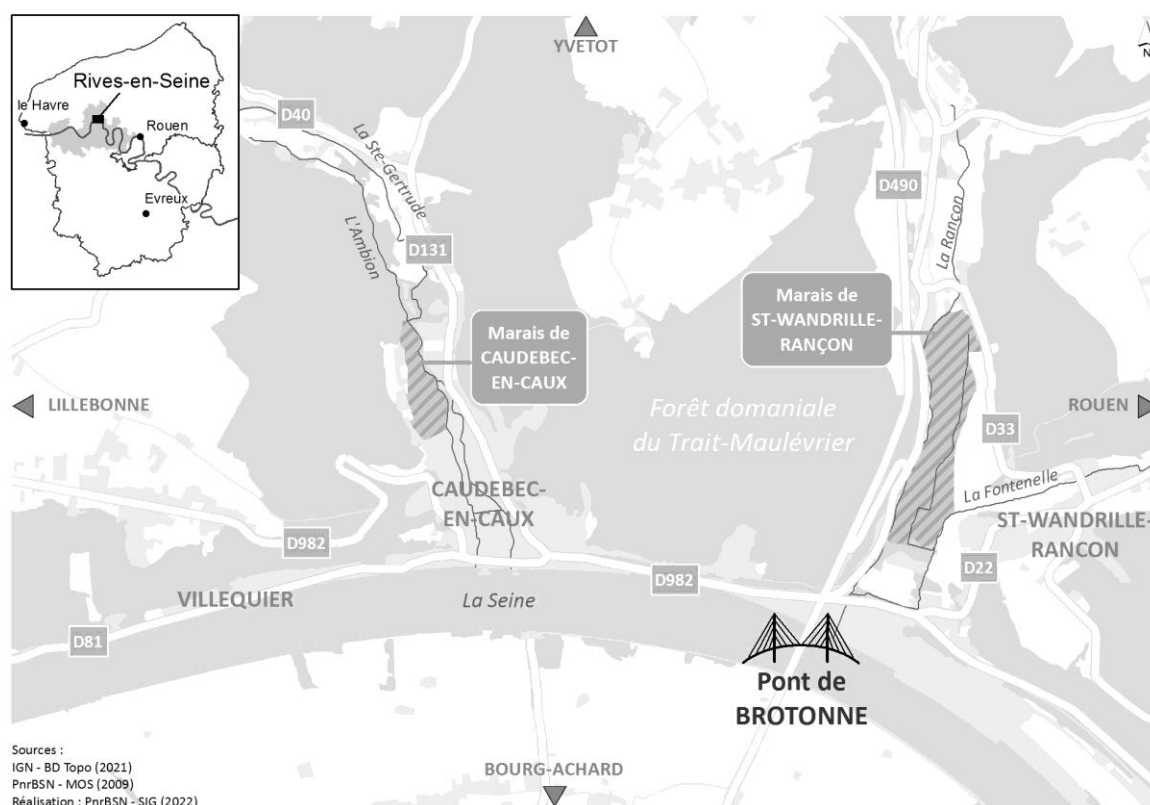 YVETOT
N
Rives-en-Seine
le Havre
Rouen
Evreux
D40
La Ste-Gertrude
D490
L'Ambion
D131
La Rançon
Marais de
CAUDEBEC-
EN-CAUX
Marais de
ST-WANDRILLE-
RANÇON
LILLEBONNE
Forêt domaniale
du Trait-Maulévrier
ROUEN
D33
CAUDEBEC-
EN-CAUX
La Fontenelle
ST-WANDRILLE-
RANCON
D982
D22
D982
VILLEQUIER
La Seine
D81
Pont de
BROTONNE
BOURG-ACHARD
Sources :
IGN - BD Topo (2021)
PnrBSN - MOS (2009)
Réalisation : PnrBSN - SIG (2022)